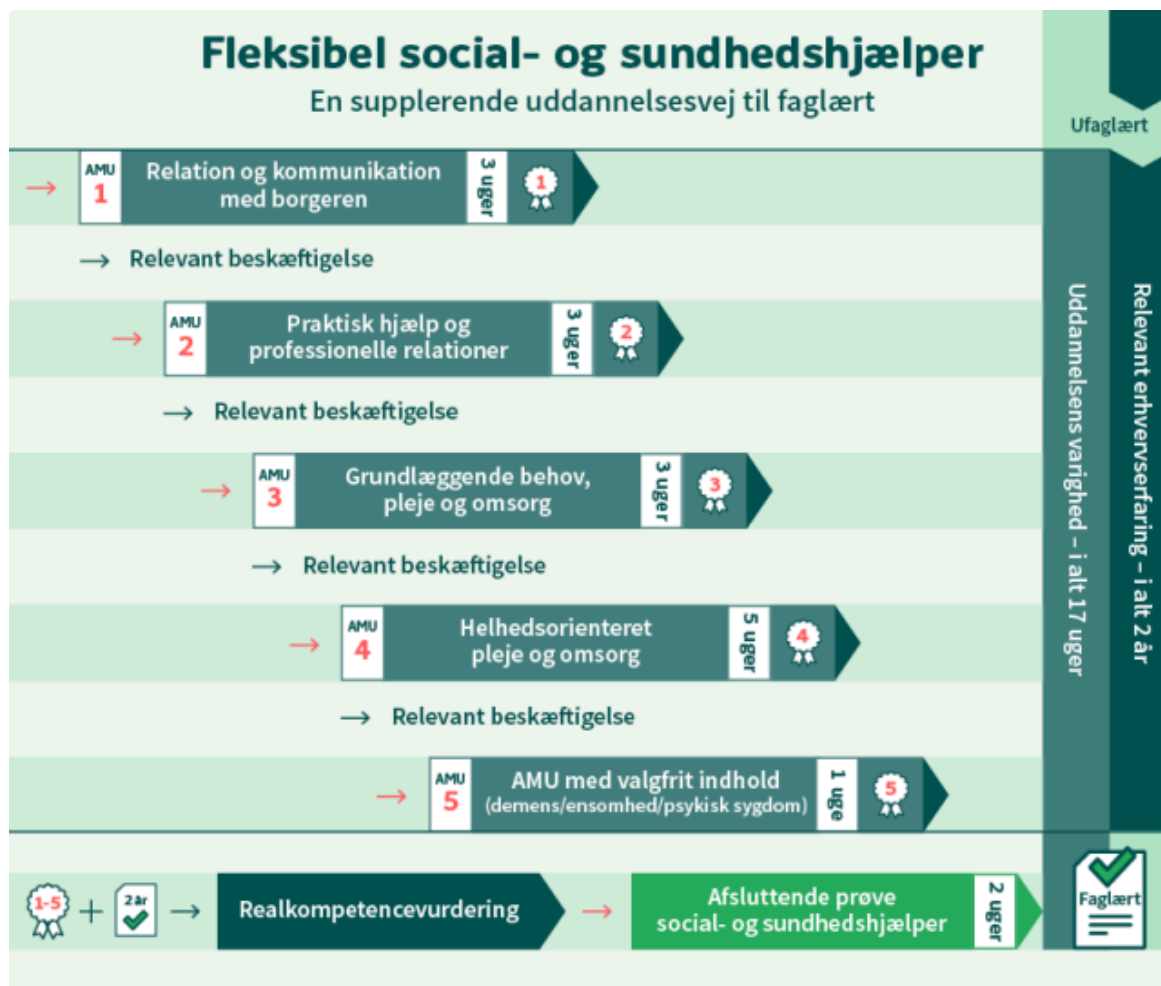 Fleksibel social- og sundhedshjælper
En supplerende uddannelsesvej til faglært
Ufaglært
AMU
1
Relation og kommunikation
med borgeren
3 uger
1
Relevant beskæftigelse
AMU
2
Praktisk hjælp og
professionelle relationer
3 uger
2
Relevant beskæftigelse
AMU
3
Grundlæggende behov,
pleje og omsorg
3 uger
3
Relevant beskæftigelse
AMU
4
Helhedsorienteret
pleje og omsorg
5 uger
4
Relevant beskæftigelse
AMU
5
AMU med valgfrit indhold
(demens/ensomhed/psykisk sygdom)
1 uge
5
Uddannelsens varighed – i alt 17 uger
Relevant erhvervserfaring – i alt 2 år
1-5
+
2 år
Realkompetencevurdering
Afsluttende prøve
social- og sundhedshjælper
2 uger
Faglært